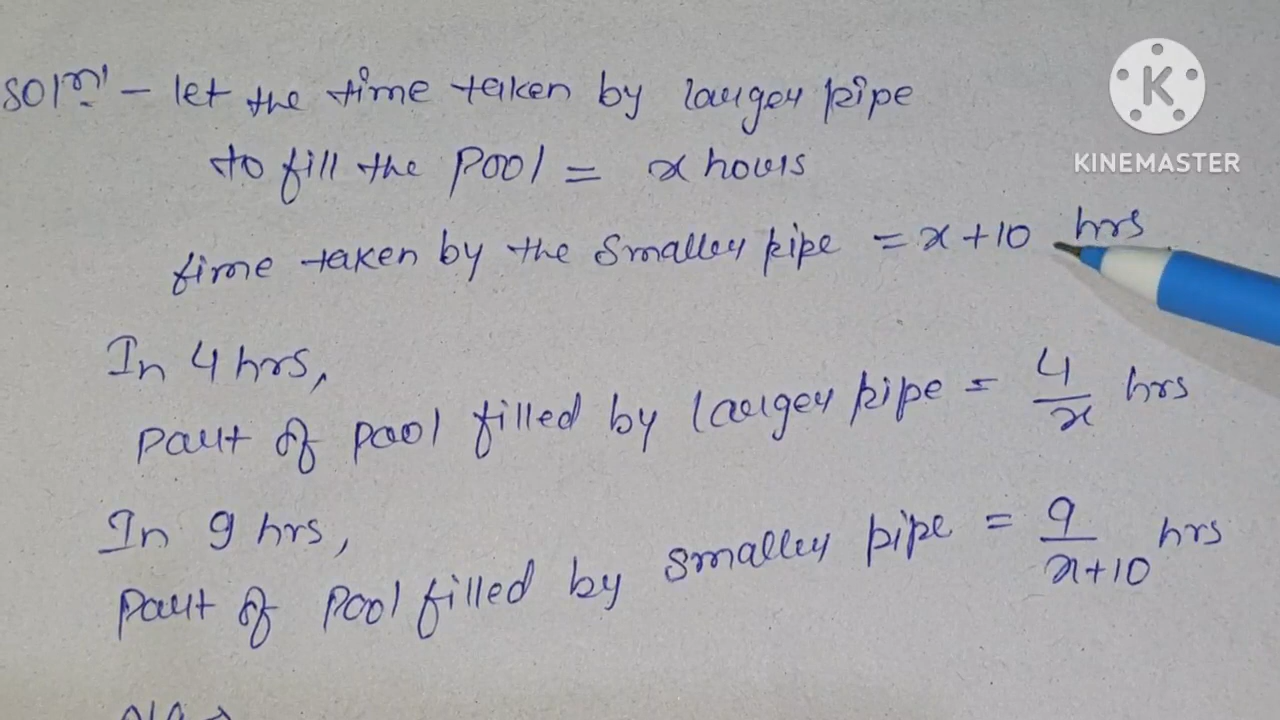 Solⁿ - let the time taken by larger pipe
to fill the pool = x hours
time taken by the smaller pipe = x + 10 hrs
In 4 hrs,
Part of pool filled by larger pipe = 4/x hrs
In 9 hrs,
Part of pool filled by smaller pipe = 9/x+10 hrs
K
KINEMASTER